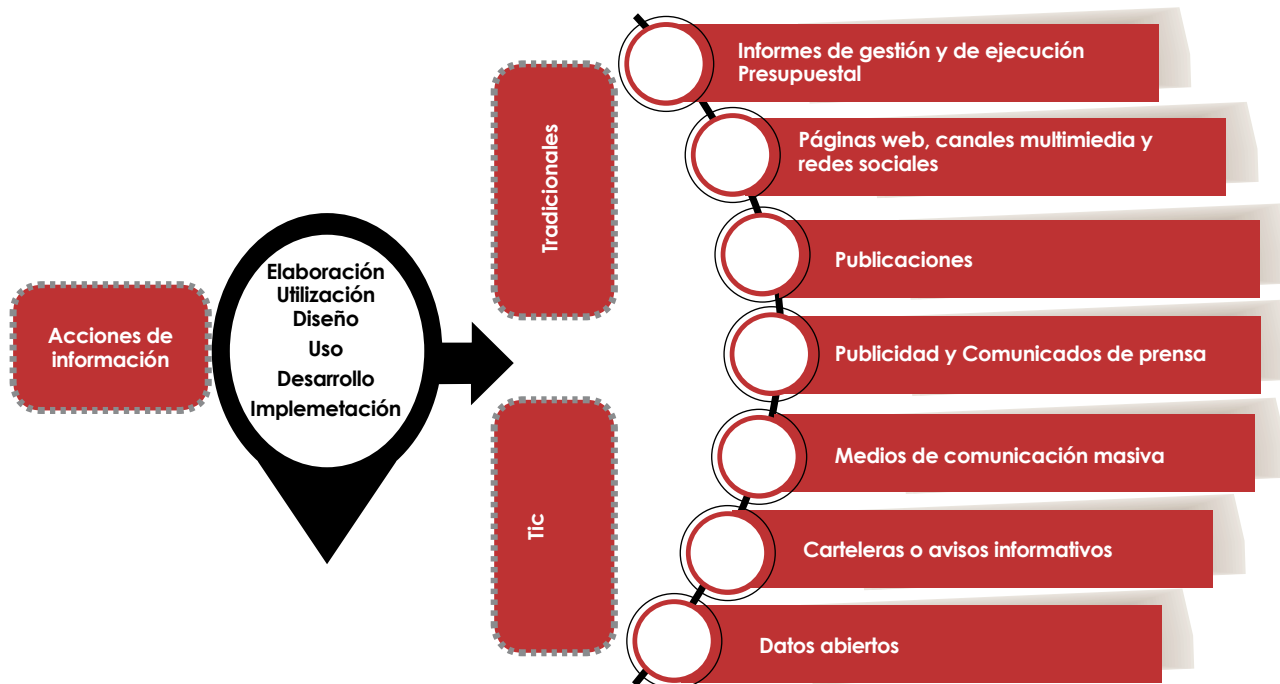 Acciones de
información
Elaboración
Utilización
Diseño
Uso
Desarrollo
Implemetación
Tradicionales
Tic
Informes de gestión y de ejecución
Presupuestal
Páginas web, canales multimiedia y
redes sociales
Publicaciones
Publicidad y Comunicados de prensa
Medios de comunicación masiva
Carteleras o avisos informativos
Datos abiertos